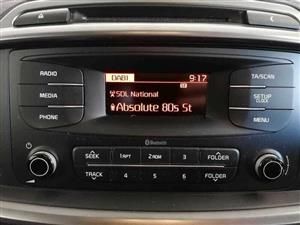 DAB1 9:17
SDL National
Absolute 80s St
RADIO
MEDIA
PHONE
TA/SCAN
SETUP
CLOCK
MENU
Bluetooth
SEEK 1 RPT 2 RDM 3 FOLDER
TRACK 4 5 6 FOLDER